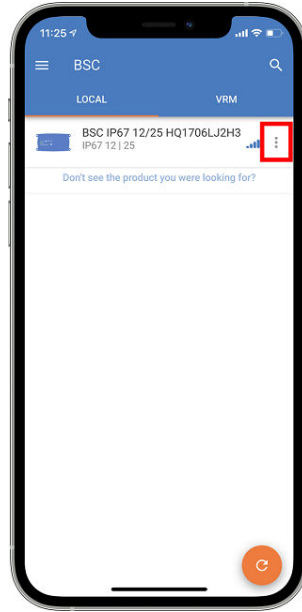 11:25
BSC
LOCAL
VRM
BSC IP67 12/25 HQ1706LJ2H3
IP67 12 | 25
Don't see the product you were looking for?